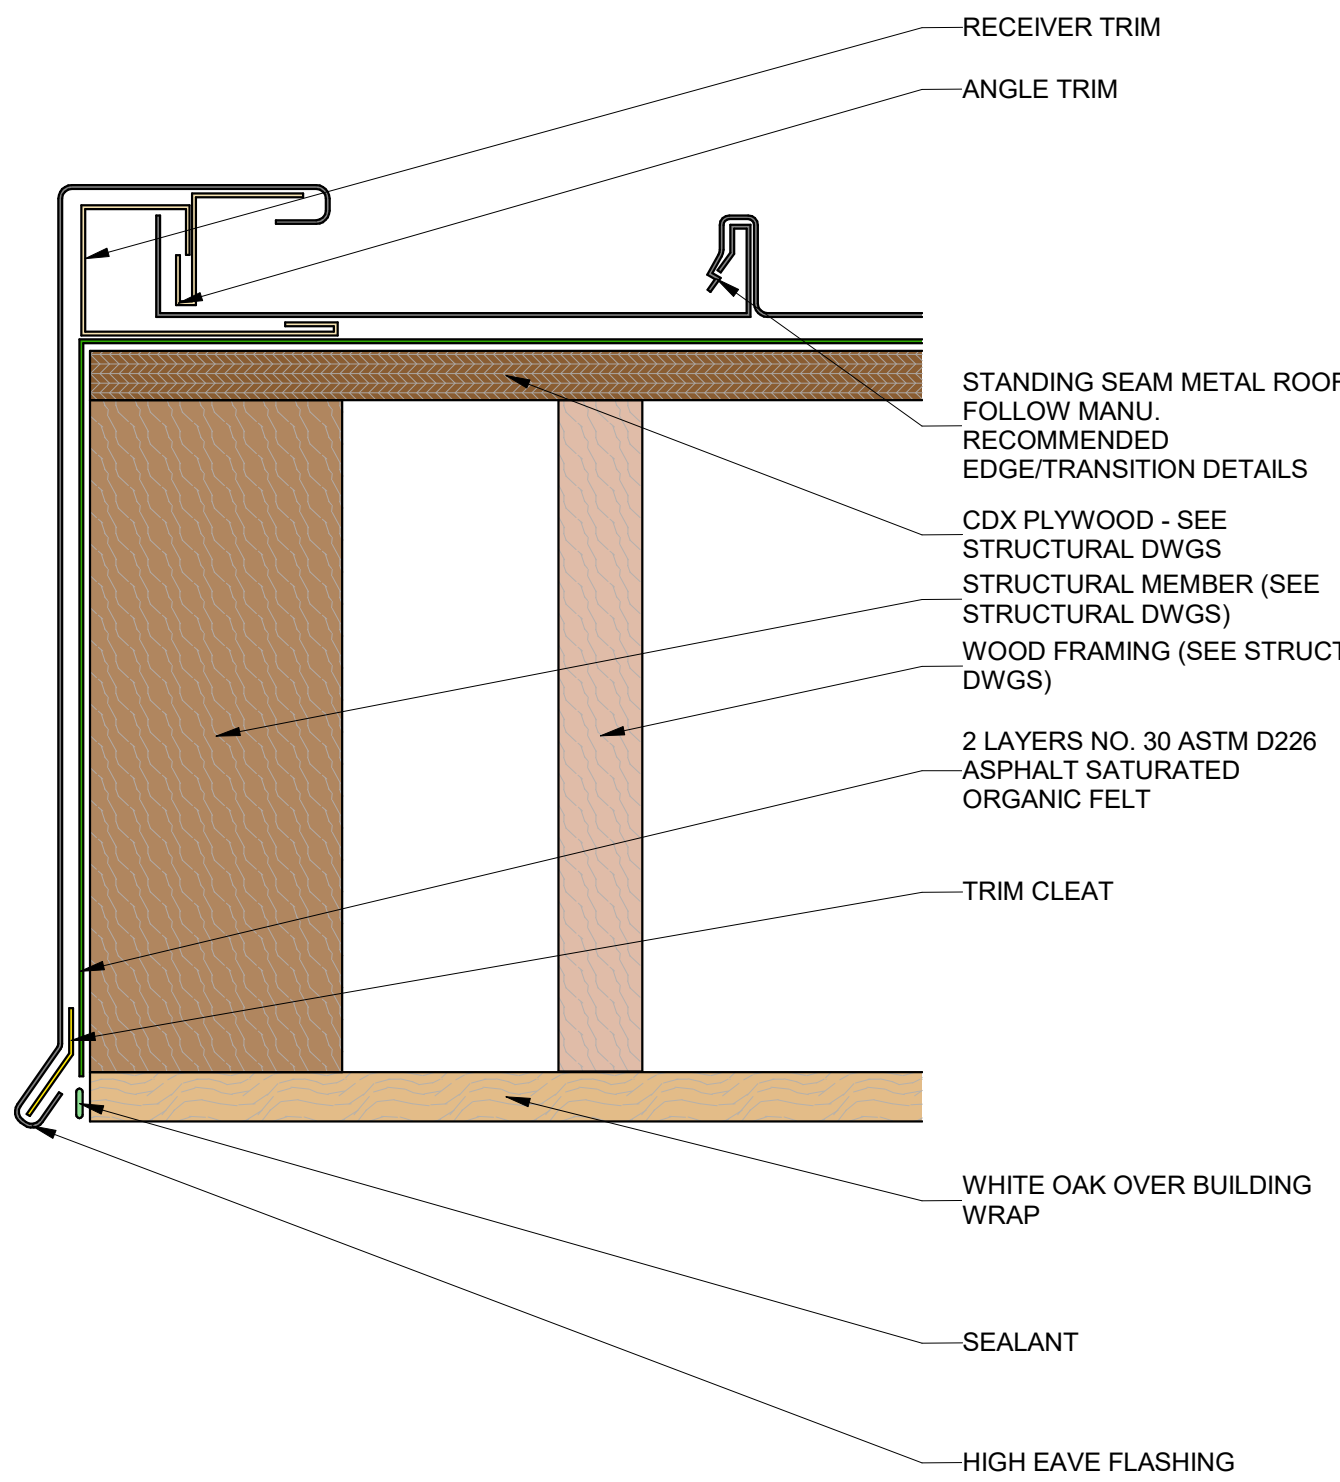 RECEIVER TRIM
ANGLE TRIM
STANDING SEAM METAL ROOF
FOLLOW MANU.
RECOMMENDED
EDGE/TRANSITION DETAILS
CDX PLYWOOD - SEE
STRUCTURAL DWGS
STRUCTURAL MEMBER (SEE
STRUCTURAL DWGS)
WOOD FRAMING (SEE STRUCT
DWGS)
2 LAYERS NO. 30 ASTM D226
ASPHALT SATURATED
ORGANIC FELT
TRIM CLEAT
WHITE OAK OVER BUILDING
WRAP
SEALANT
HIGH EAVE FLASHING